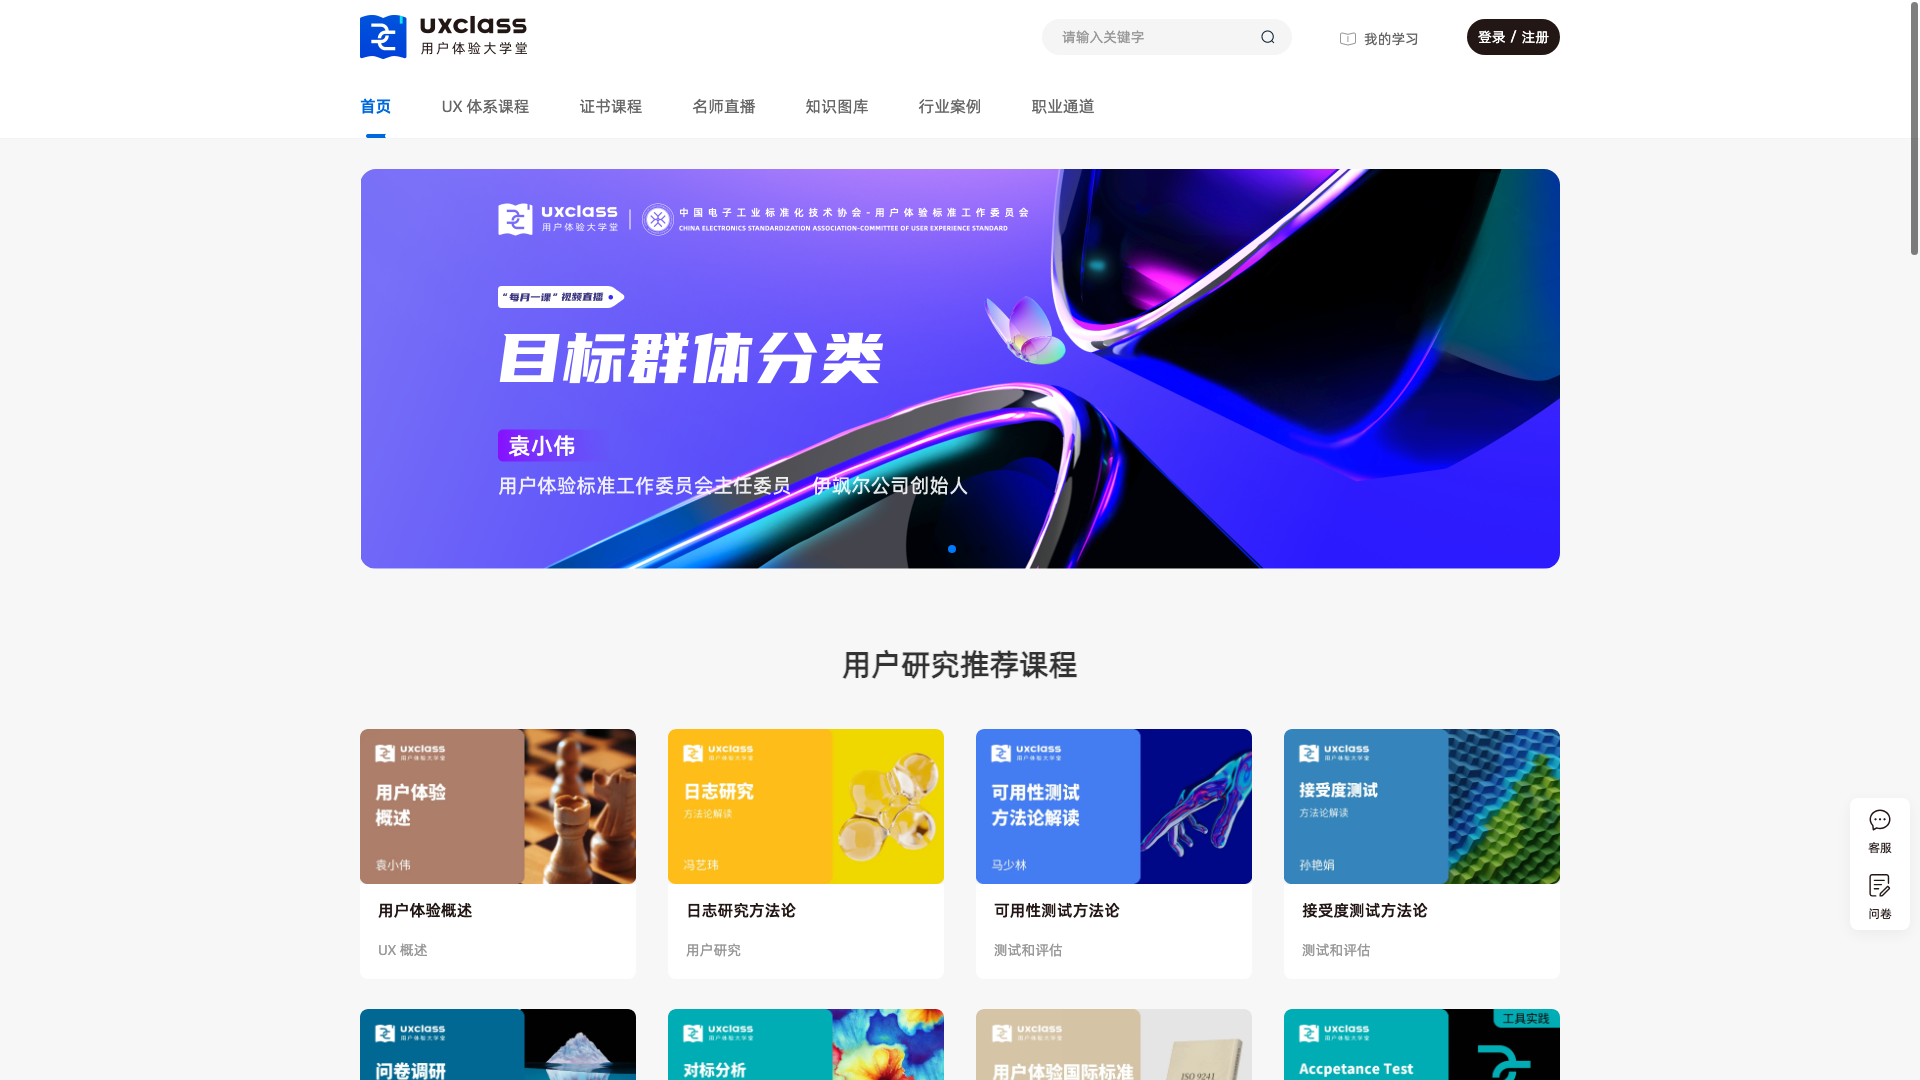 uxclass
用户体验大学堂
请输入关键字
我的学习
登录 / 注册
首页
UX 体系课程
证书课程
名师直播
知识图库
行业案例
职业通道
uxclass
用户体验大学堂
中国电子工业标准化技术协会-用户体验标准工作委员会
CHINA ELECTRONICS STANDARDIZATION ASSOCIATION-COMMITTEE OF USER EXPERIENCE STANDARD
“每月一课”视频直播
目标群体分类
袁小伟
用户体验标准工作委员会主任委员 伊飒尔公司创始人
用户研究推荐课程
uxclass
用户体验大学堂
用户体验
概述
袁小伟
用户体验概述
UX 概述
uxclass
用户体验大学堂
日志研究
方法论解读
冯艺玮
日志研究方法论
用户研究
uxclass
用户体验大学堂
可用性测试
方法论解读
马少林
可用性测试方法论
测试和评估
uxclass
用户体验大学堂
接受度测试
方法论解读
孙艳娟
接受度测试方法论
测试和评估
客服
问卷
uxclass
用户体验大学堂
问卷调研
uxclass
用户体验大学堂
对标分析
uxclass
用户体验大学堂
用户体验国际标准
ISO 9241
uxclass
用户体验大学堂
工具实践
Accpetance Test